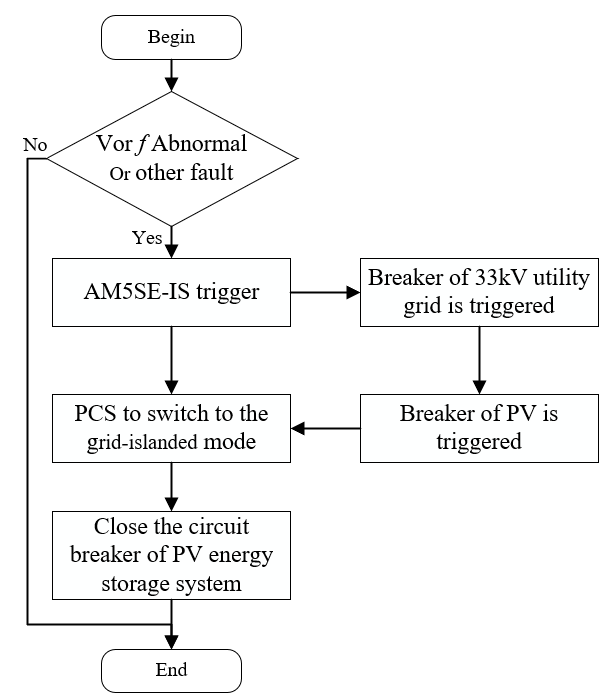 Begin
No
Vor f Abnormal
Or other fault
Yes
AM5SE-IS trigger
Breaker of 33kV utility
grid is triggered
PCS to switch to the
grid-islanded mode
Breaker of PV is
triggered
Close the circuit
breaker of PV energy
storage system
End